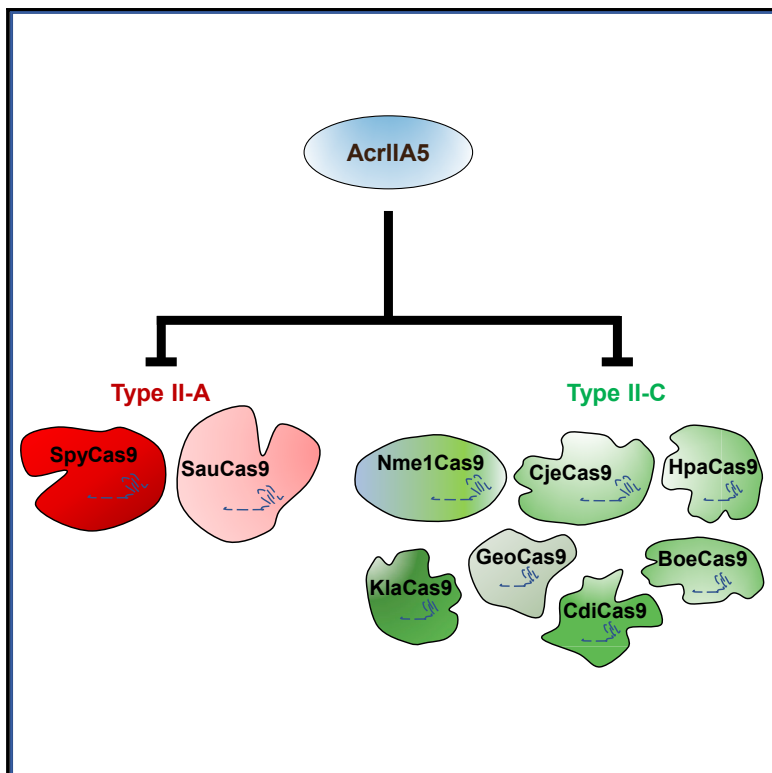 AcrIIA5
Type II-A
Type II-C
SpyCas9
SauCas9
Nme1Cas9
CjeCas9
HpaCas9
KlaCas9
GeoCas9
CdiCas9
BoeCas9